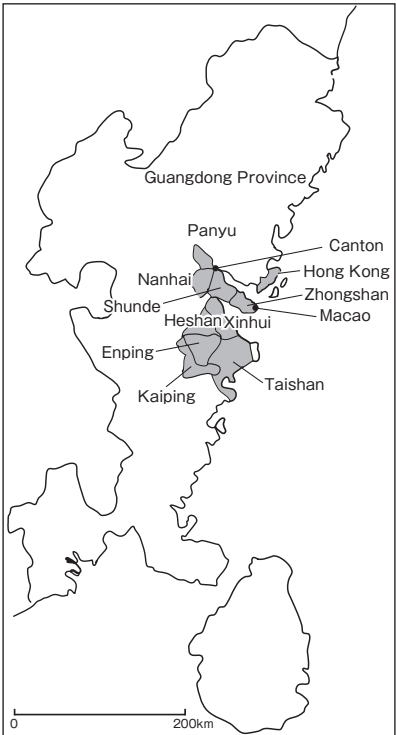 Guangdong Province
Panyu
Canton
Nanhai
Hong Kong
Shunde
Zhongshan
Macao
Heshan
Xinhui
Enping
Taishan
Kaiping
0
200km